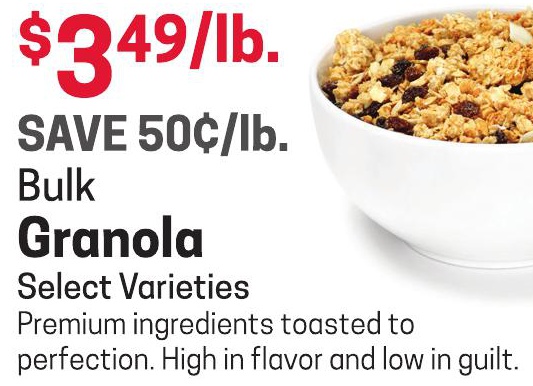 $3 49/lb.
SAVE 50¢/lb.
Bulk
Granola
Select Varieties
Premium ingredients toasted to
perfection. High in flavor and low in guilt.